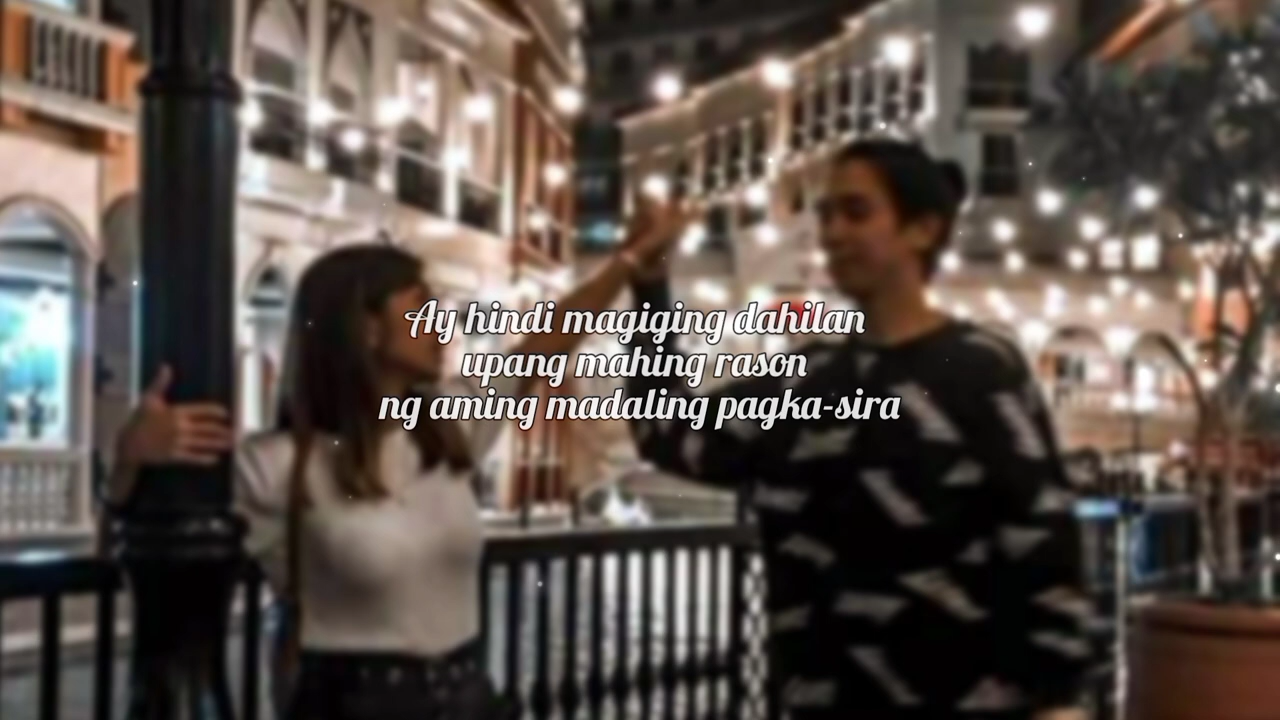 Ay hindi magiging dahilan
upang mahing rason
ng aming madaling pagka-sira